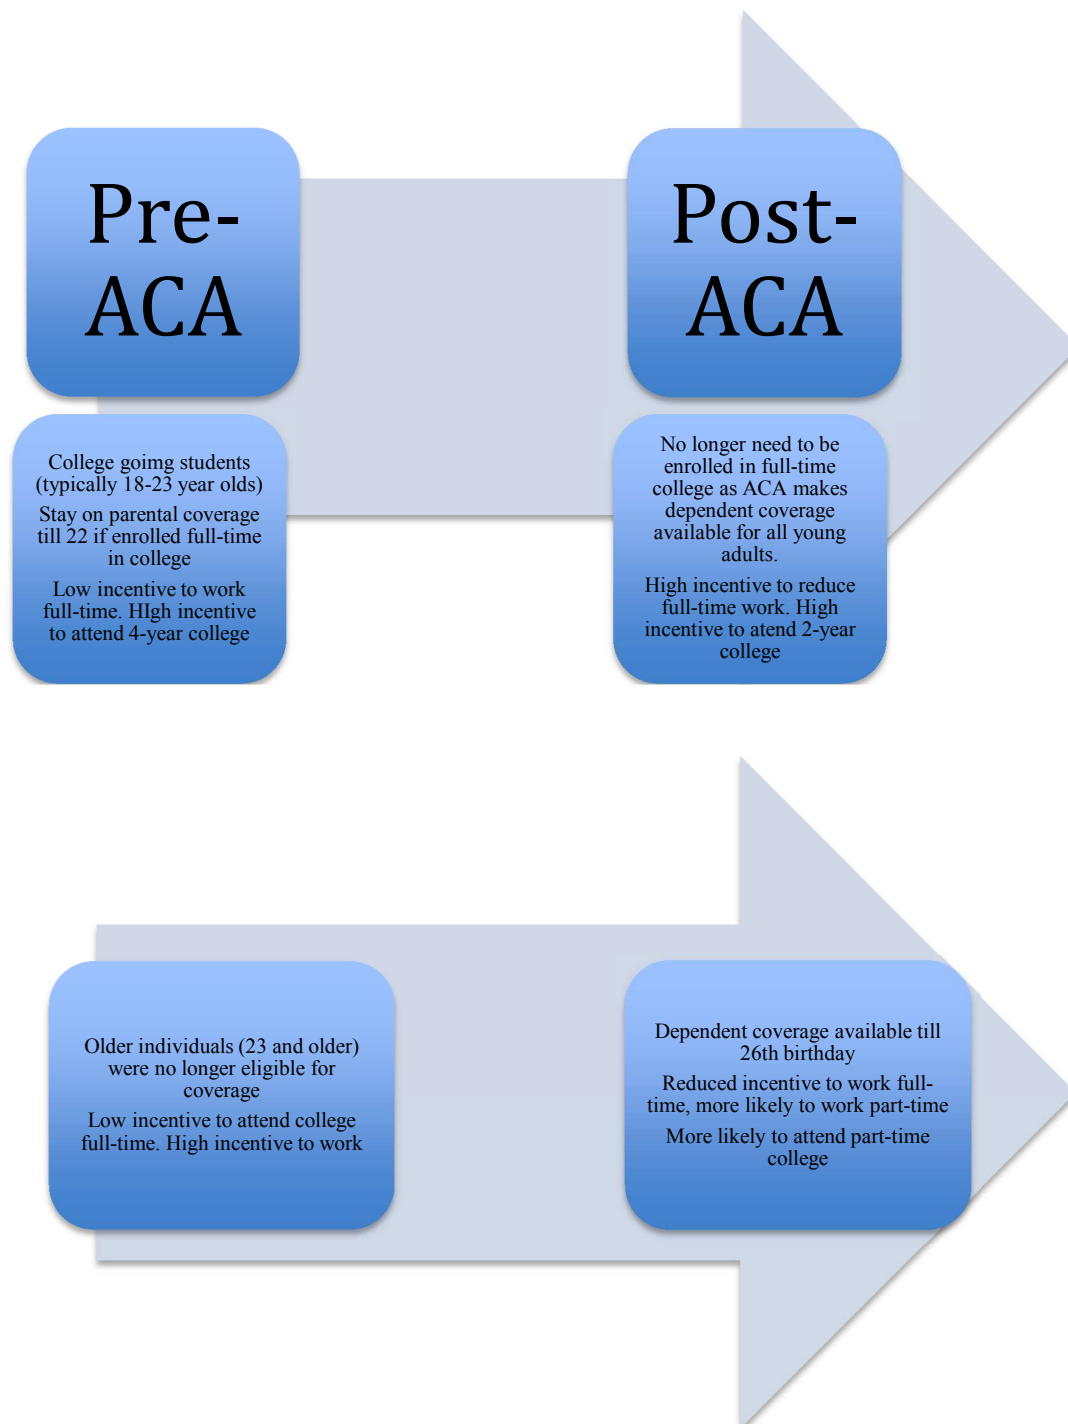 Pre-
ACA
Post-
ACA
College goimg students
(typically 18-23 year olds)
Stay on parental coverage
till 22 if enrolled full-time
in college
Low incentive to work
full-time. HIgh incentive
to attend 4-year college
No longer need to be
enrolled in full-time
college as ACA makes
dependent coverage
available for all young
adults.
High incentive to reduce
full-time work. High
incentive to atend 2-year
college
Older individuals (23 and older)
were no longer eligible for
coverage
Low incentive to attend college
full-time. High incentive to work
Dependent coverage available till
26th birthday
Reduced incentive to work full-
time, more likely to work part-time
More likely to attend part-time
college